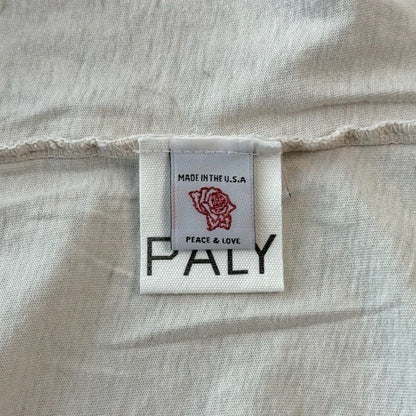 MADE IN THE U.S.A
PEACE & LOVE
PALY